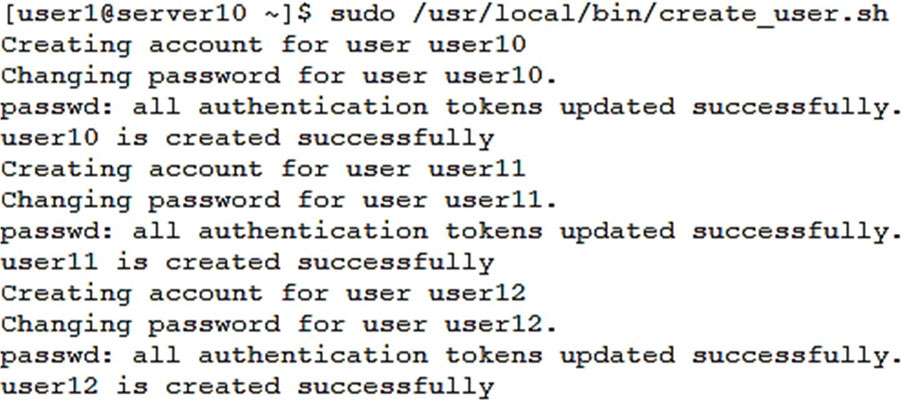 [user1@server10 ~]$ sudo /usr/local/bin/create_user.sh
Creating account for user user10
Changing password for user user10.
passwd: all authentication tokens updated successfully.
user10 is created successfully
Creating account for user user11
Changing password for user user11.
passwd: all authentication tokens updated successfully.
user11 is created successfully
Creating account for user user12
Changing password for user user12.
passwd: all authentication tokens updated successfully.
user12 is created successfully